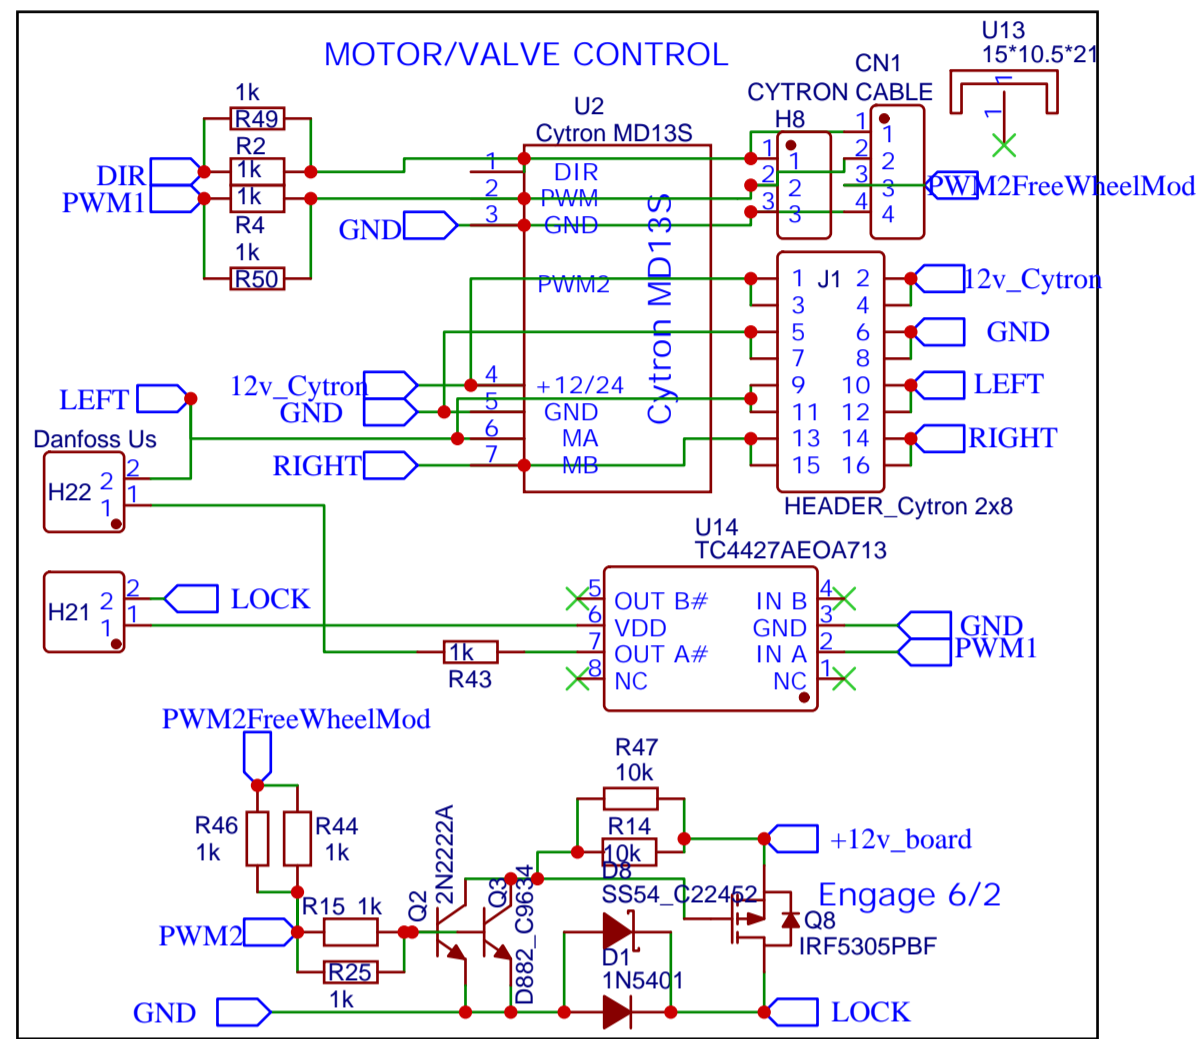 MOTOR/VALVE CONTROL
U13
15*10.5*21
1
1
CN1
CYTRON CABLE
H8
1
2
3
1
2
3
1
2
3
4
1
2
3
4
PWM2FreeWheelMod
1k
R49
R2
1k
1k
R4
1k
R50
DIR
PWM1
GND
U2
Cytron MD13S
1
2
3
DIR
PWM
GND
PWM2
Cytron MD13S
4
5
6
7
+12/24
GND
MA
MB
12v_Cytron
GND
RIGHT
LEFT
J1
1 2
3 4
5 6
7 8
9 10
11 12
13 14
15 16
12v_Cytron
GND
LEFT
RIGHT
HEADER_Cytron 2x8
Danfoss Us
H22
2
1
2
1
H21
2
1
2
1
LOCK
1k
R43
U14
TC4427AEOA713
5
6
7
8
OUT B#
VDD
OUT A#
NC
IN B
GND
IN A
NC
4
3
2
1
GND
PWM1
PWM2FreeWheelMod
R46
1k
R44
1k
R15 1k
PWM2
R25
1k
GND
Q2
2N2222A
Q3
D882_C9634
R47
10k
R14
10k
D8
SS54_C22452
D1
1N5401
+12v_board
Engage 6/2
Q8
IRF5305PBF
LOCK